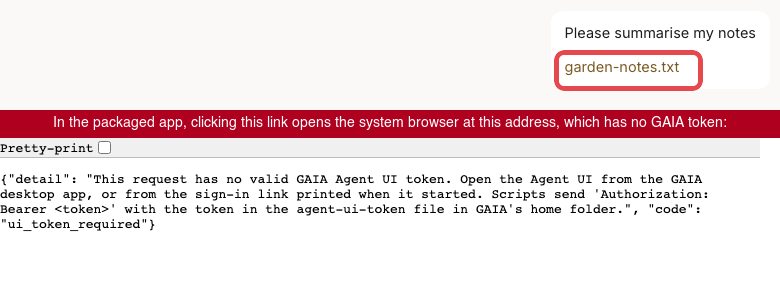 Please summarise my notes
garden-notes.txt
In the packaged app, clicking this link opens the system browser at this address, which has no GAIA token:
Pretty-print
{"detail": "This request has no valid GAIA Agent UI token. Open the Agent UI from the GAIA
desktop app, or from the sign-in link printed when it started. Scripts send 'Authorization:
Bearer <token>' with the token in the agent-ui-token file in GAIA's home folder.", "code":
"ui_token_required"}